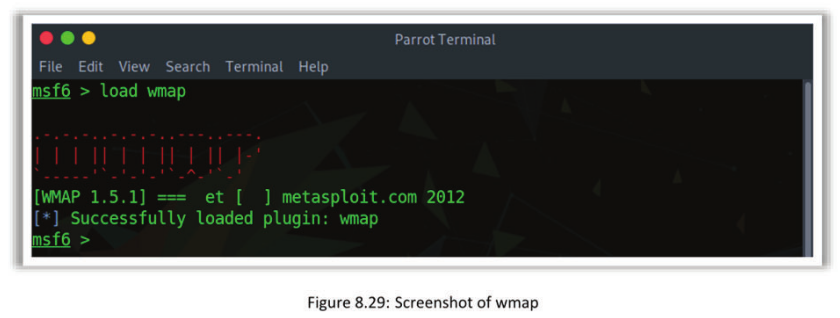 Parrot Terminal
File Edit View Search Terminal Help
msf6 > load wmap
.-.-.-..-.-.-..---..---.
| | | || | | || | || |-'
`-----'`-'-'-'`-^-'`-'
[WMAP 1.5.1] === et [ ] metasploit.com 2012
[*] Successfully loaded plugin: wmap
msf6 >
Figure 8.29: Screenshot of wmap